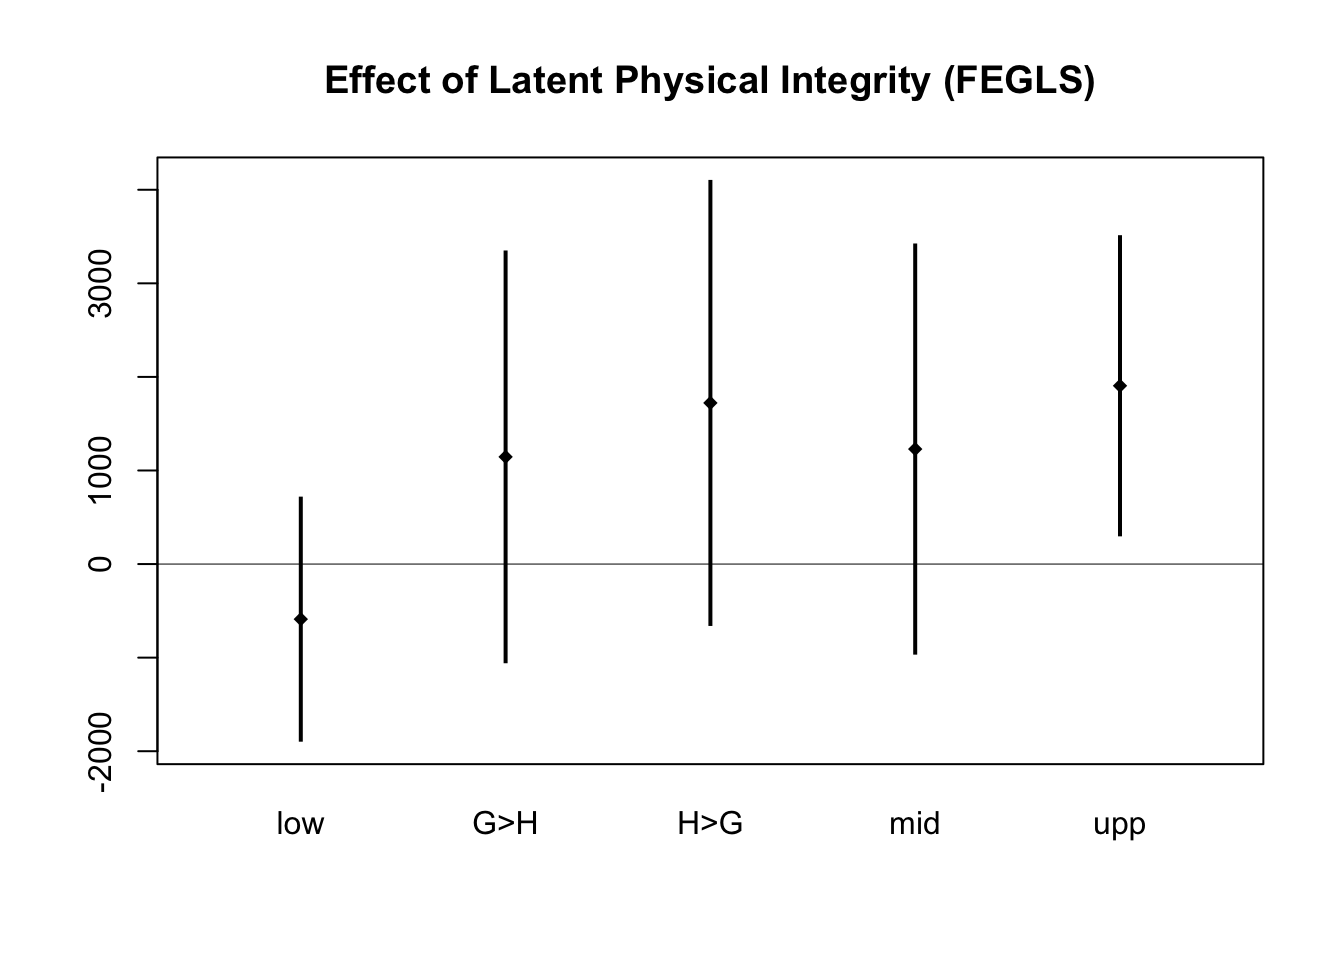 Effect of Latent Physical Integrity (FEGLS)
3000
1000
0
-2000
low G>H H>G mid upp